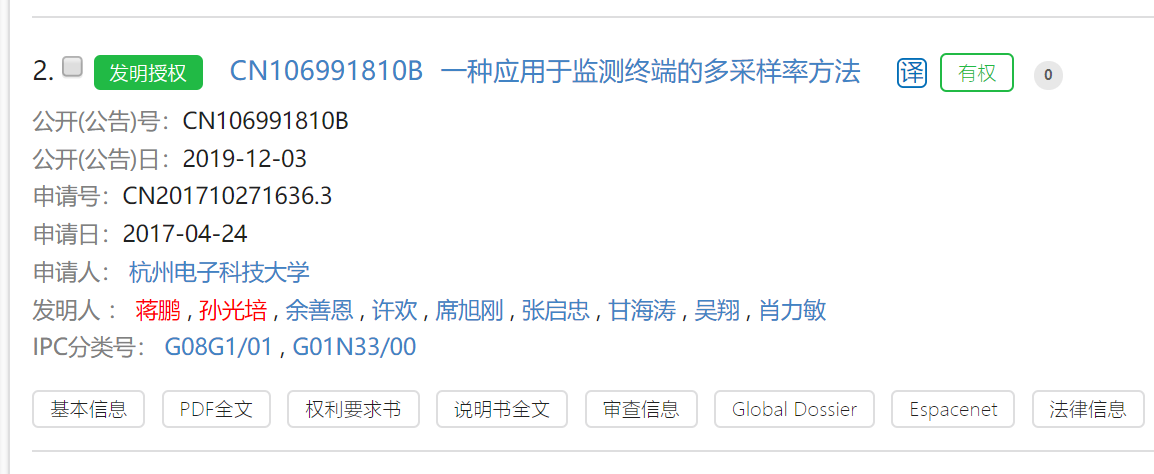 2. 发明授权 CN106991810B 一种应用于监测终端的多采样率方法 译 有权 0
公开(公告)号：CN106991810B
公开(公告)日：2019-12-03
申请号：CN201710271636.3
申请日：2017-04-24
申请人： 杭州电子科技大学
发明人 ： 蒋鹏 , 孙光培 , 余善恩 , 许欢 , 席旭刚 , 张启忠 , 甘海涛 , 吴翔 , 肖力敏
IPC分类号： G08G1/01 , G01N33/00
基本信息 PDF全文 权利要求书 说明书全文 审查信息 Global Dossier Espacenet 法律信息